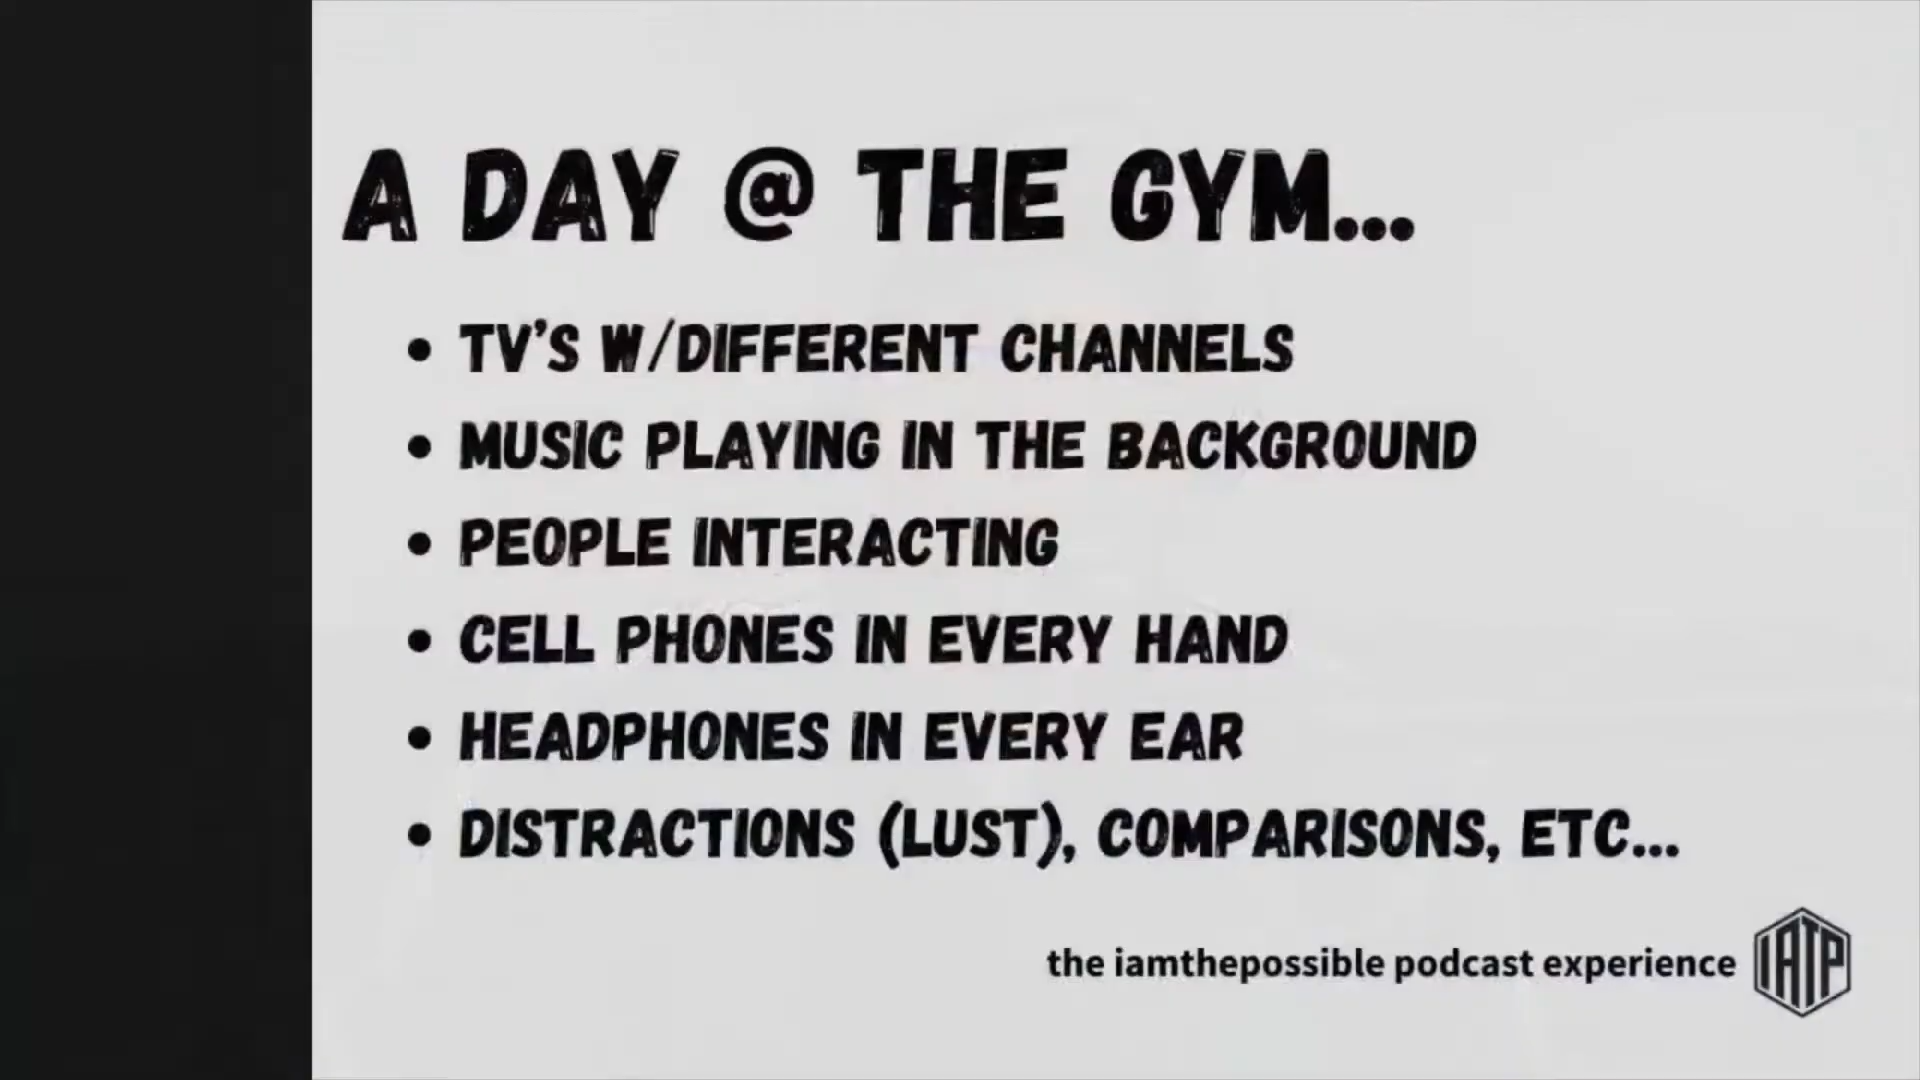 A DAY @ THE GYM...
• TV'S W/DIFFERENT CHANNELS
• MUSIC PLAYING IN THE BACKGROUND
• PEOPLE INTERACTING
• CELL PHONES IN EVERY HAND
• HEADPHONES IN EVERY EAR
• DISTRACTIONS (LUST), COMPARISONS, ETC...
the iamthepossible podcast experience IATP